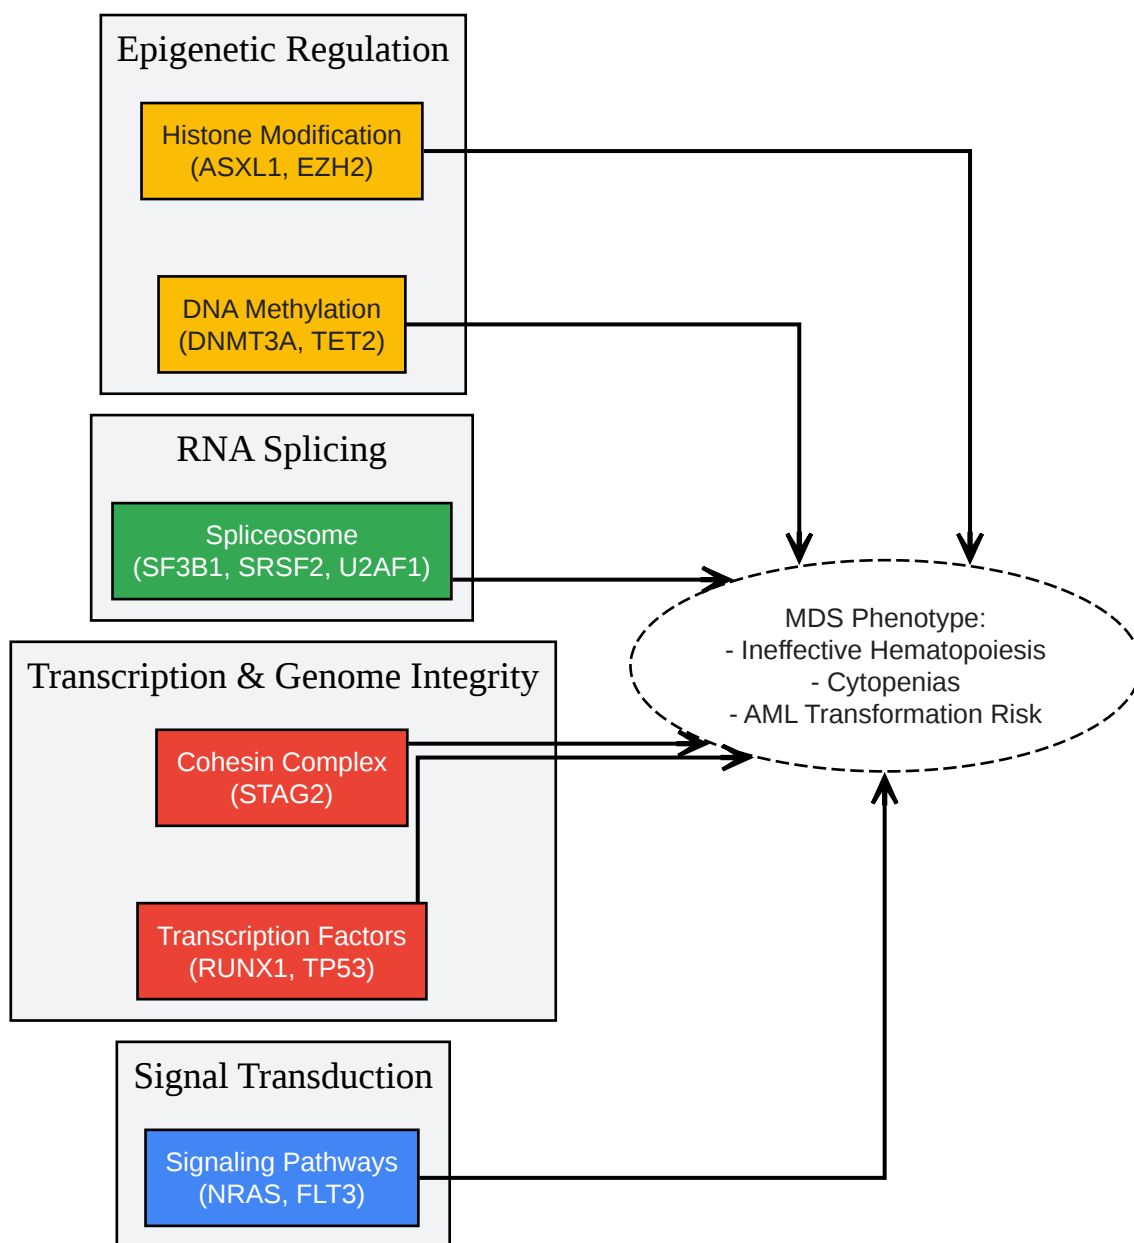 Epigenetic Regulation
Histone Modification
(ASXL1, EZH2)
DNA Methylation
(DNMT3A, TET2)
RNA Splicing
Spliceosome
(SF3B1, SRSF2, U2AF1)
MDS Phenotype:
- Ineffective Hematopoiesis
- Cytopenias
- AML Transformation Risk
Transcription & Genome Integrity
Cohesin Complex
(STAG2)
Transcription Factors
(RUNX1, TP53)
Signal Transduction
Signaling Pathways
(NRAS, FLT3)